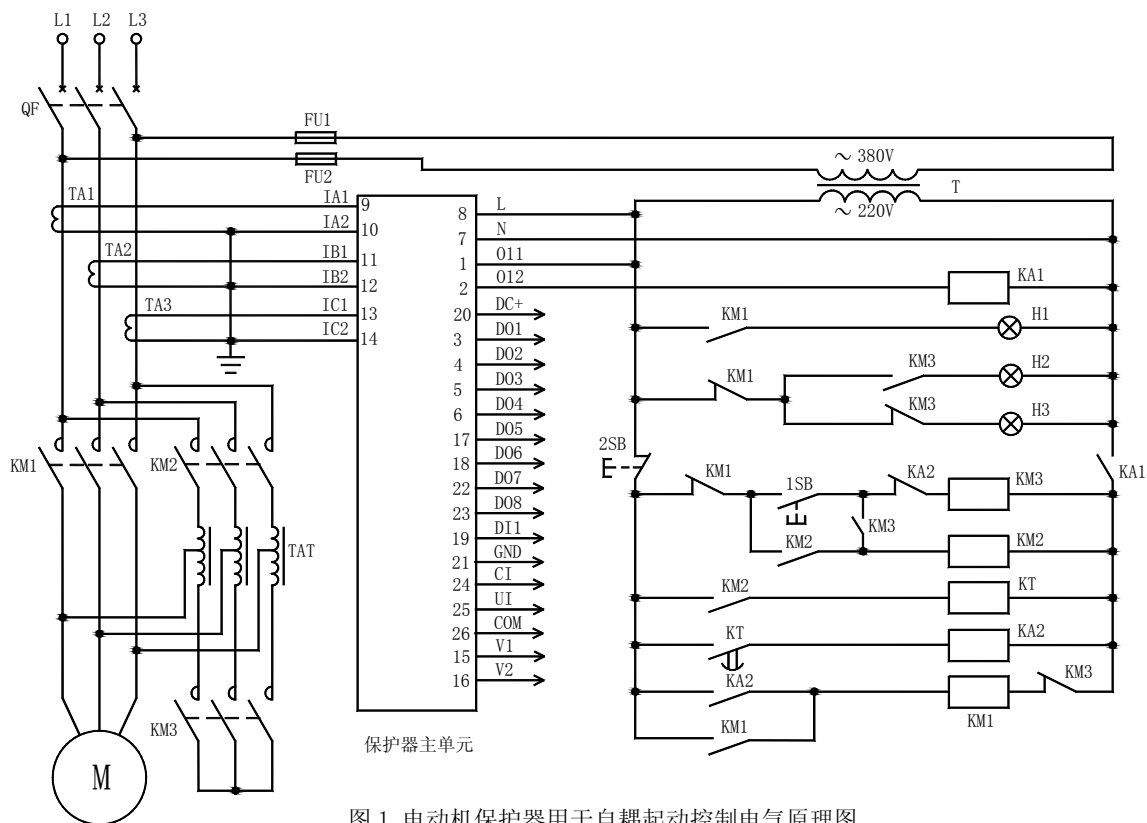 L1 L2 L3
QF
FU1
FU2
～380V
T
～220V
TA1
IA1
9
IA2
10
TA2
IB1
11
IB2
12
TA3
IC1
13
IC2
14
8 L
7 N
1 O11
2 O12
20 DC+
3 DO1
4 DO2
5 DO3
6 DO4
17 DO5
18 DO6
22 DO7
23 DO8
19 DI1
21 GND
24 CI
25 UI
26 COM
15 V1
16 V2
KA1
KM1
H1
KM1
KM3
H2
KM3
H3
2SB
KM1
1SB
KA2
KM3
KA1
KM3
KM2
KM2
KM2
KT
KT
KA2
KA2
KM1
KM3
KM1
KM1
KM2
TAT
KM3
M
保护器主单元
图 1 电动机保护器用于自耦起动控制电气原理图